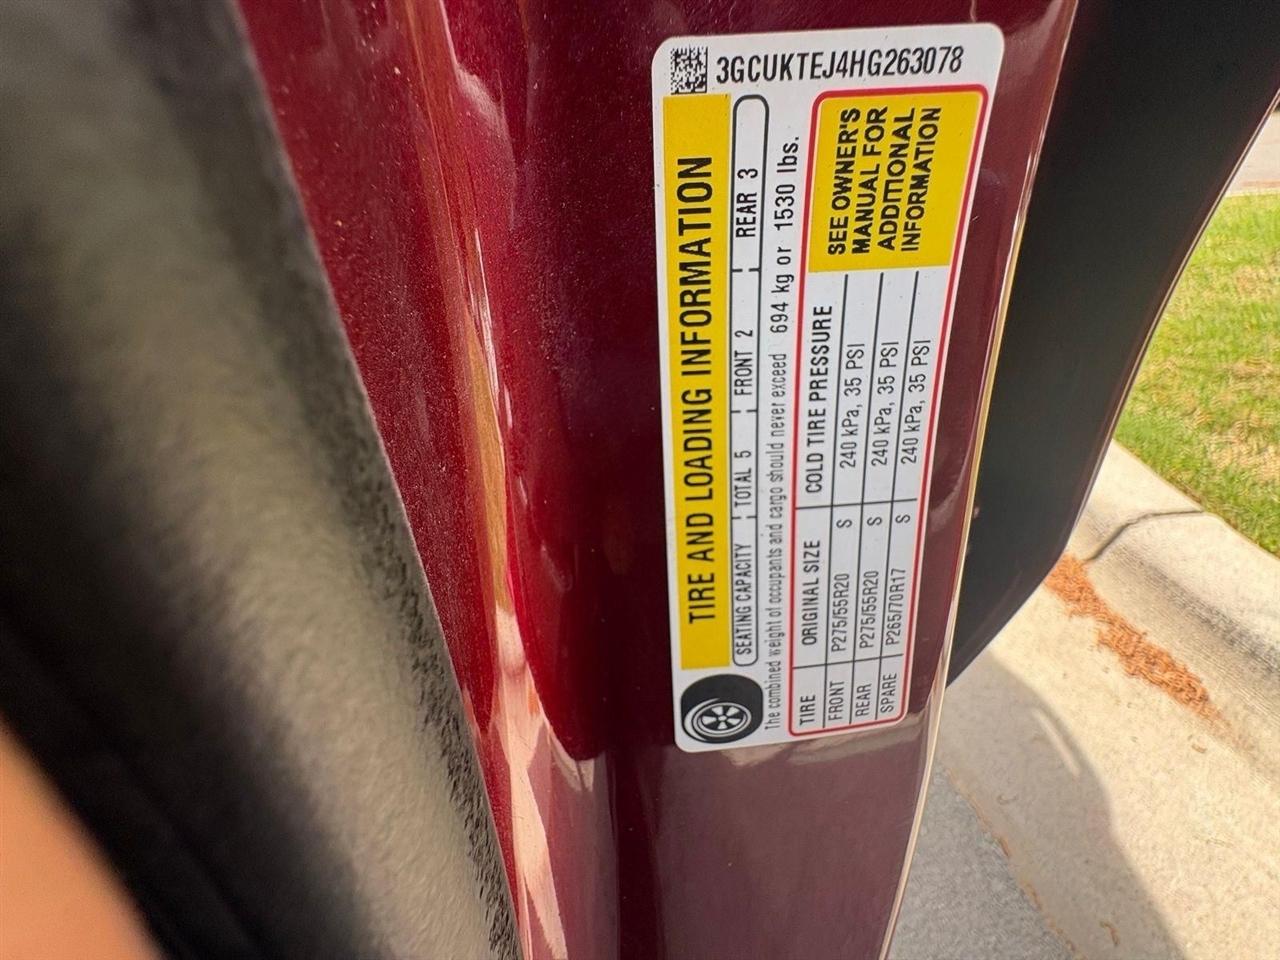 3GCUKTEJ4HG263078
TIRE AND LOADING INFORMATION
SEATING CAPACITY TOTAL 5 FRONT 2 REAR 3
The combined weight of occupants and cargo should never exceed 694 kg or 1530 lbs.
TIRE ORIGINAL SIZE COLD TIRE PRESSURE
FRONT P275/55R20 S 240 kPa, 35 PSI
REAR P275/55R20 S 240 kPa, 35 PSI
SPARE P265/70R17 S 240 kPa, 35 PSI
SEE OWNER'S
MANUAL FOR
ADDITIONAL
INFORMATION